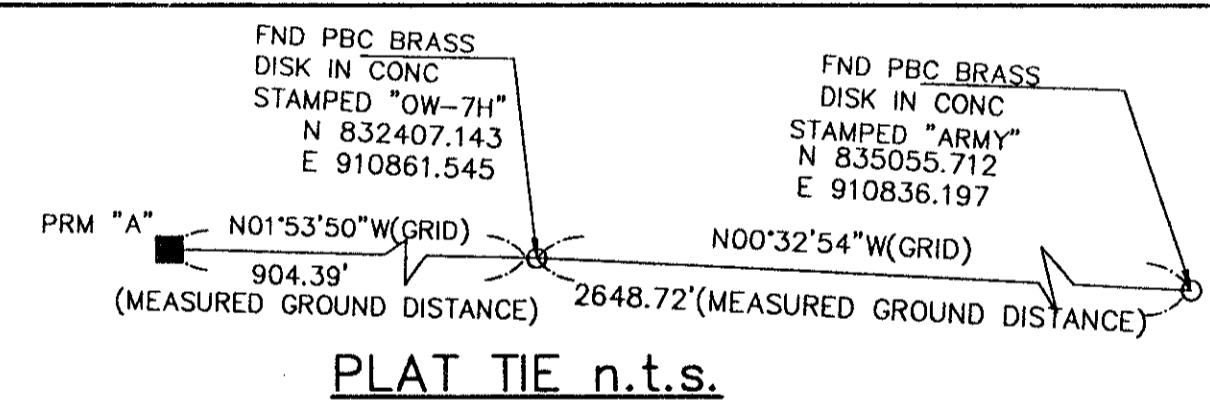 FND PBC BRASS
DISK IN CONC
STAMPED "OW-7H"
N 832407.143
E 910861.545
FND PBC BRASS
DISK IN CONC
STAMPED "ARMY"
N 835055.712
E 910836.197
PRM "A"
N01°53'50"W(GRID)
904.39'
(MEASURED GROUND DISTANCE)
N00°32'54"W(GRID)
2648.72'(MEASURED GROUND DISTANCE)
PLAT TIE n.t.s.